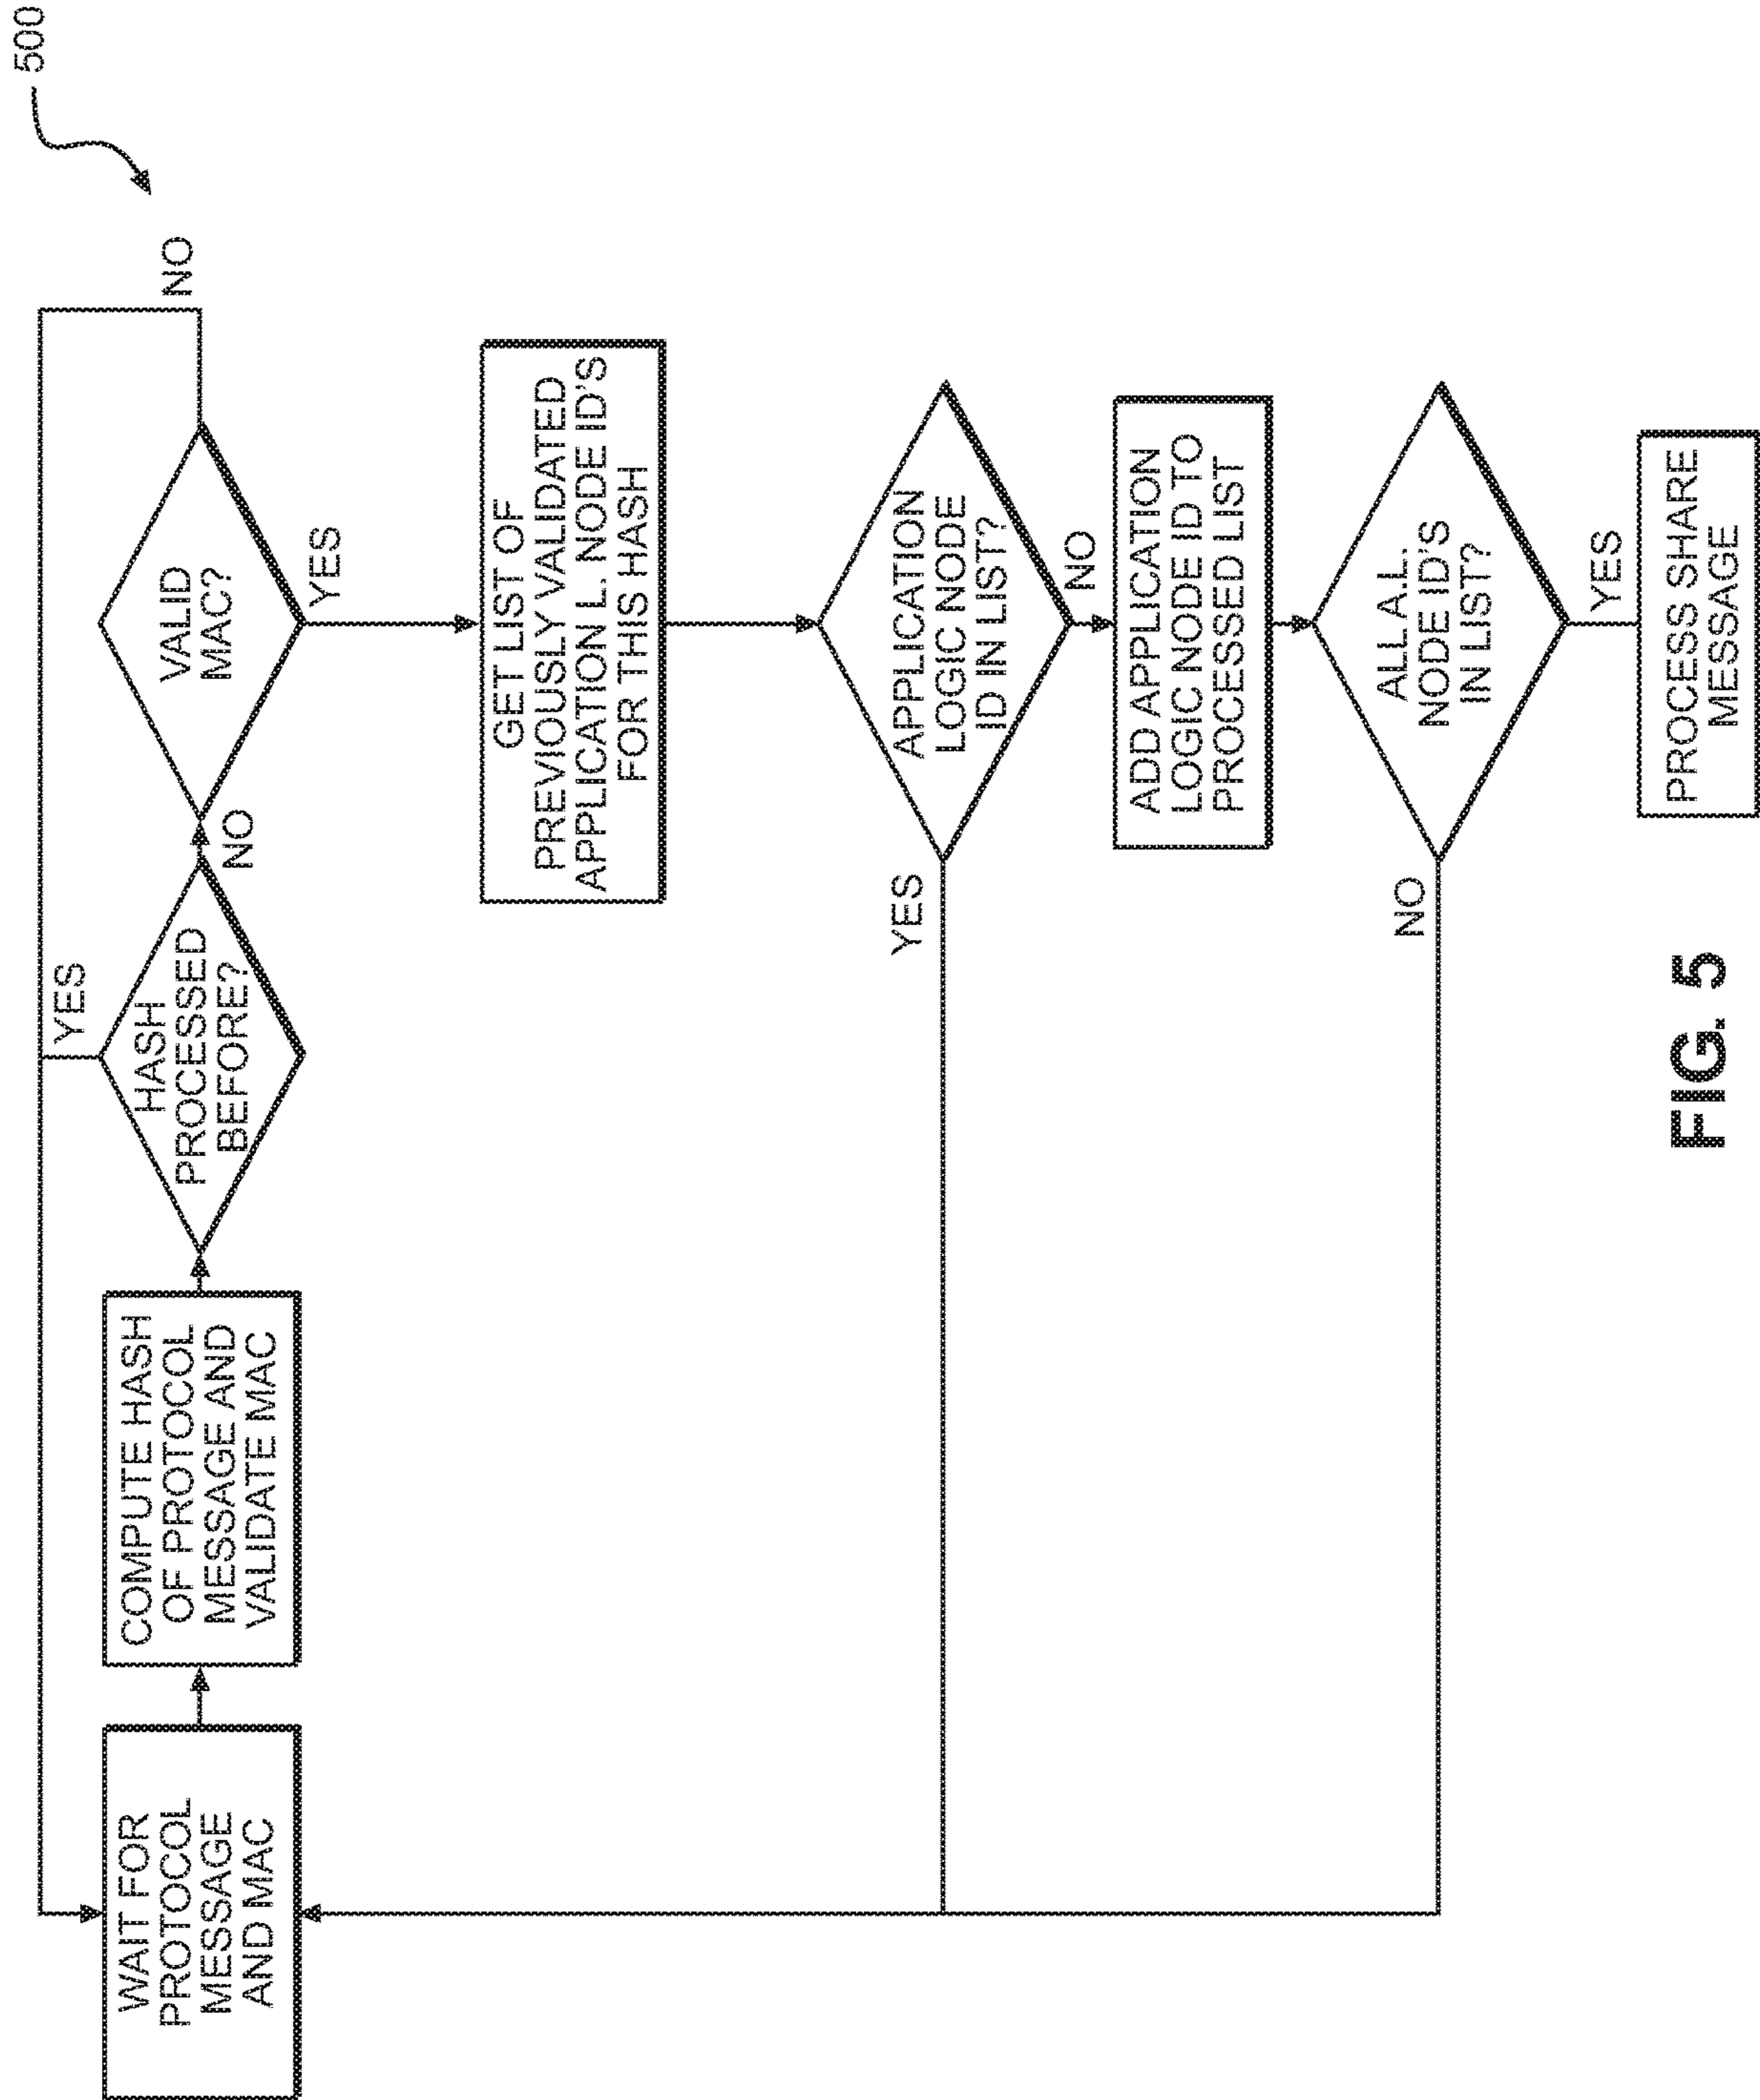 500
WAIT FOR
PROTOCOL
MESSAGE
AND MAC
COMPUTE HASH
OF PROTOCOL
MESSAGE AND
VALIDATE MAC
HASH
PROCESSED
BEFORE?
YES
NO
VALID
MAC?
NO
YES
GET LIST OF
PREVIOUSLY VALIDATED
APPLICATION L. NODE ID'S
FOR THIS HASH
APPLICATION
LOGIC NODE
ID IN LIST?
YES
NO
ADD APPLICATION
LOGIC NODE ID TO
PROCESSED LIST
ALL A.L.
NODE ID'S
IN LIST?
NO
YES
PROCESS SHARE
MESSAGE
FIG. 5